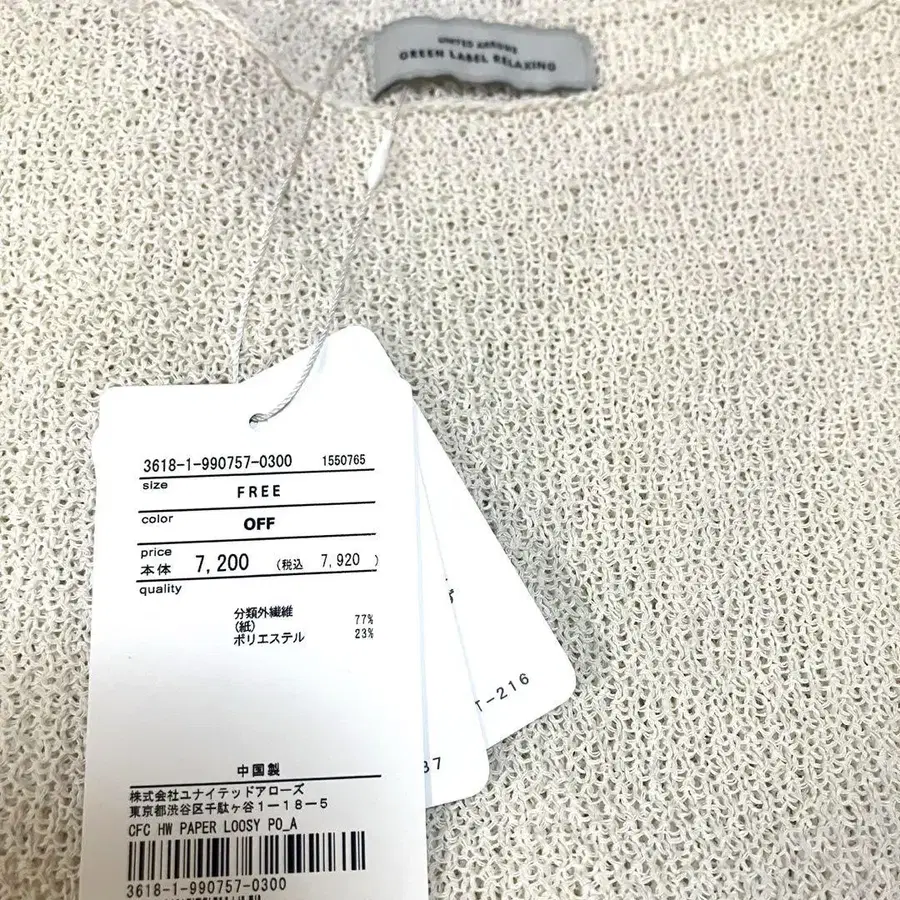 UNITED ARROWS
GREEN LABEL RELAXING
3618-1-990757-0300 1550765
size
FREE
color
OFF
price
本体 7,200 (税込 7,920)
quality
分類外繊維
(紙) 77%
ポリエステル 23%
中国製
株式会社ユナイテッドアローズ
東京都渋谷区千駄ヶ谷1-18-5
CFC HW PAPER LOOSY PO_A
3618-1-990757-0300
T-216
37